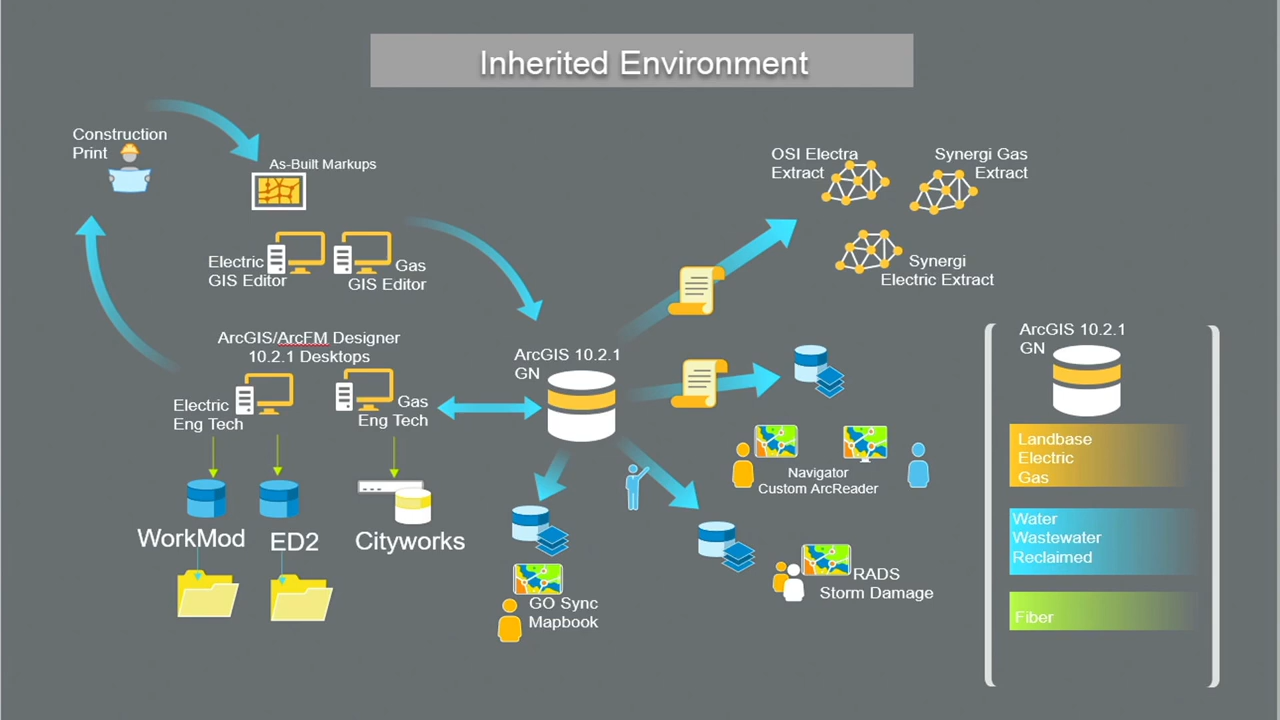 Inherited Environment
Construction
Print
As-Built Markups
Electric
GIS Editor
Gas
GIS Editor
ArcGIS/ArcFM Designer
10.2.1 Desktops
Electric
Eng Tech
Gas
Eng Tech
WorkMod
ED2
Cityworks
ArcGIS 10.2.1
GN
OSI Electra
Extract
Synergi Gas
Extract
Synergi
Electric Extract
Navigator
Custom ArcReader
GO Sync
Mapbook
RADS
Storm Damage
ArcGIS 10.2.1
GN
Landbase
Electric
Gas
Water
Wastewater
Reclaimed
Fiber